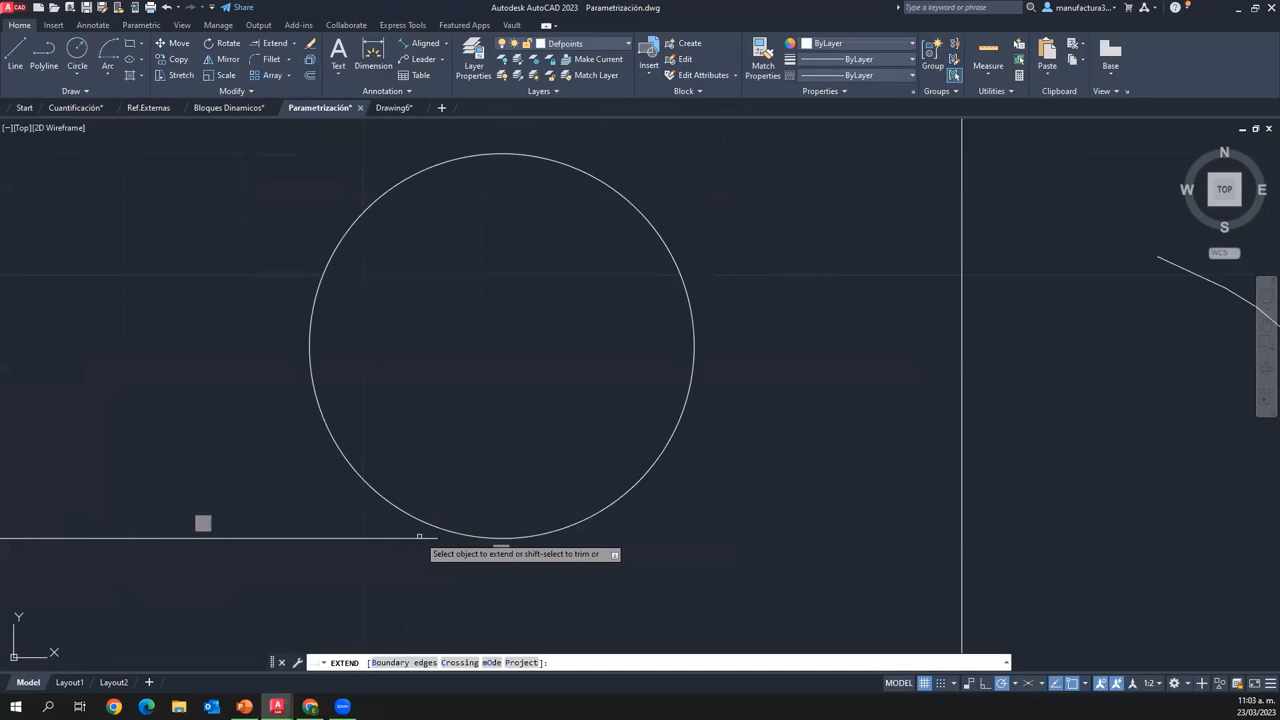 CAD
Share
Autodesk AutoCAD 2023 Parametrización.dwg
Type a keyword or phrase
manufactura3...
Home Insert Annotate Parametric View Manage Output Add-ins Collaborate Express Tools Featured Apps Vault
Line Polyline Circle Arc
Move Rotate Extend
Copy Mirror Fillet
Stretch Scale Array
Text Dimension
Aligned
Leader
Table
Layer Properties
Defpoints
Make Current
Match Layer
Insert
Create
Edit
Edit Attributes
Match Properties
ByLayer
ByLayer
ByLayer
Group
Measure
Paste
Base
Draw Modify Annotation Layers Block Properties Groups Utilities Clipboard View
Start Cuantificación* Ref.Externas Bloques Dinamicos* Parametrización* Drawing6*
[−][Top][2D Wireframe]
N
W TOP E
S
WCS
Select object to extend or shift-select to trim or
Y
X
EXTEND [Boundary edges Crossing mOde Project]:
Model Layout1 Layout2
MODEL 1:2
11:03 a. m.
23/03/2023
zoom